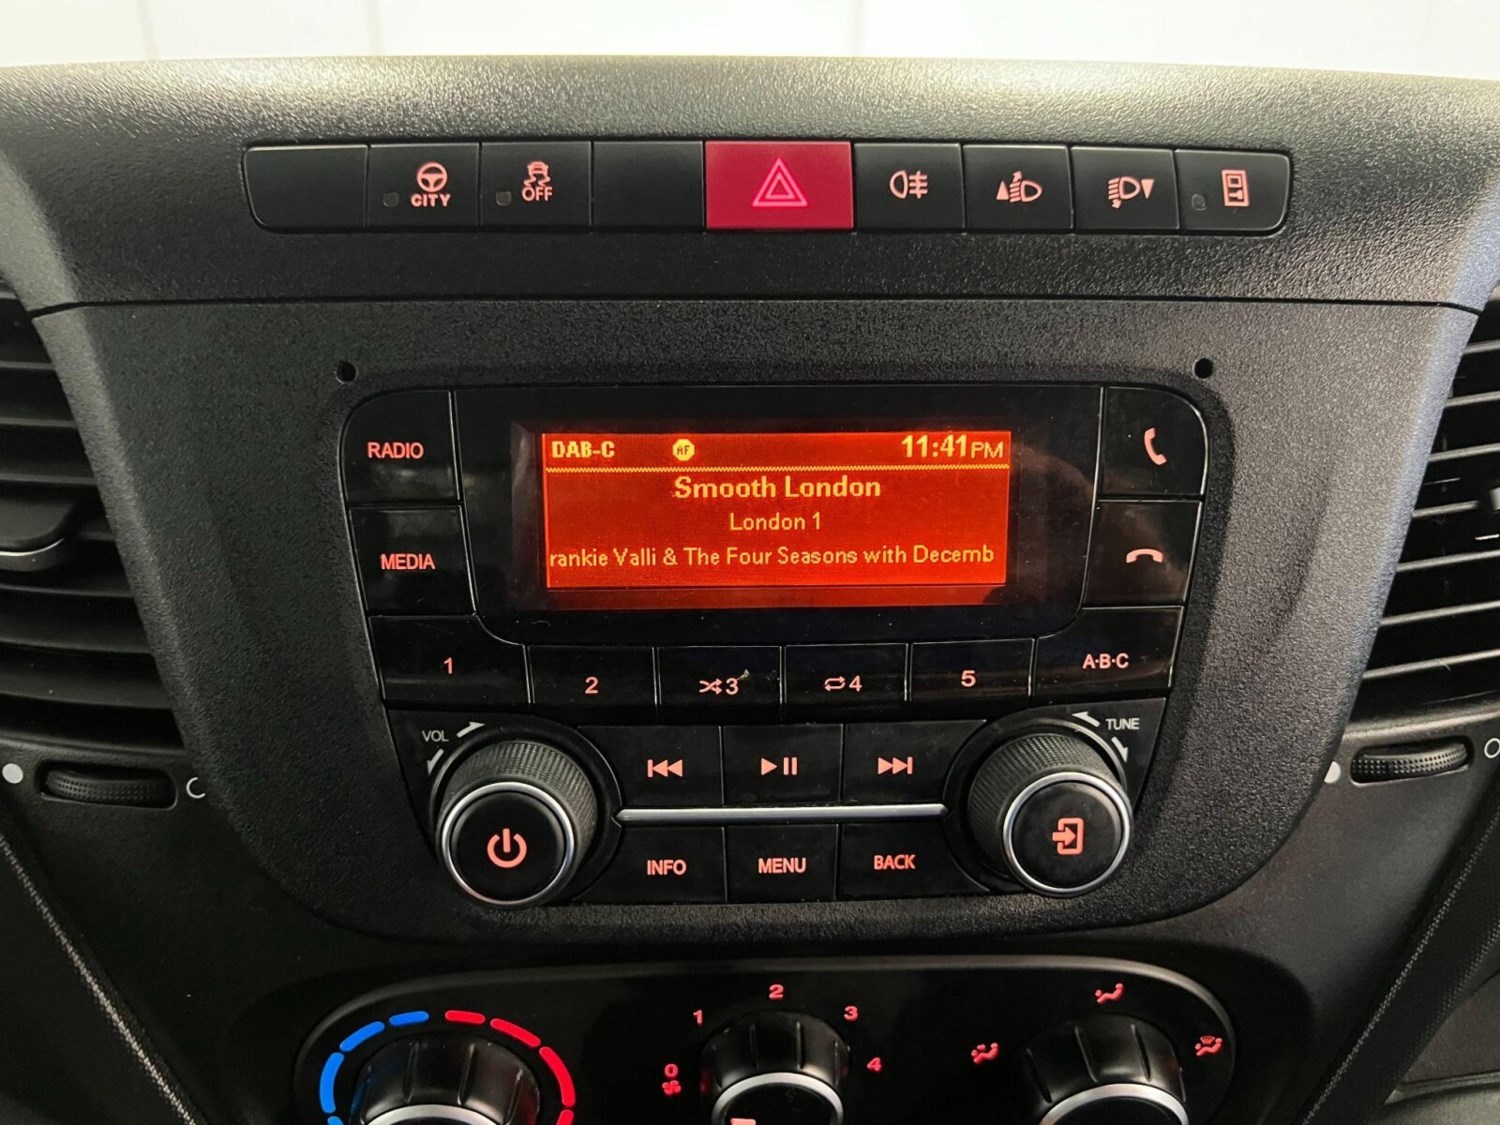 CITY
OFF
RADIO
MEDIA
DAB-C AF 11:41PM
Smooth London
London 1
rankie Valli & The Four Seasons with Decemb
1 2 3 4 5 A·B·C
VOL
TUNE
INFO MENU BACK
0 1 2 3 4